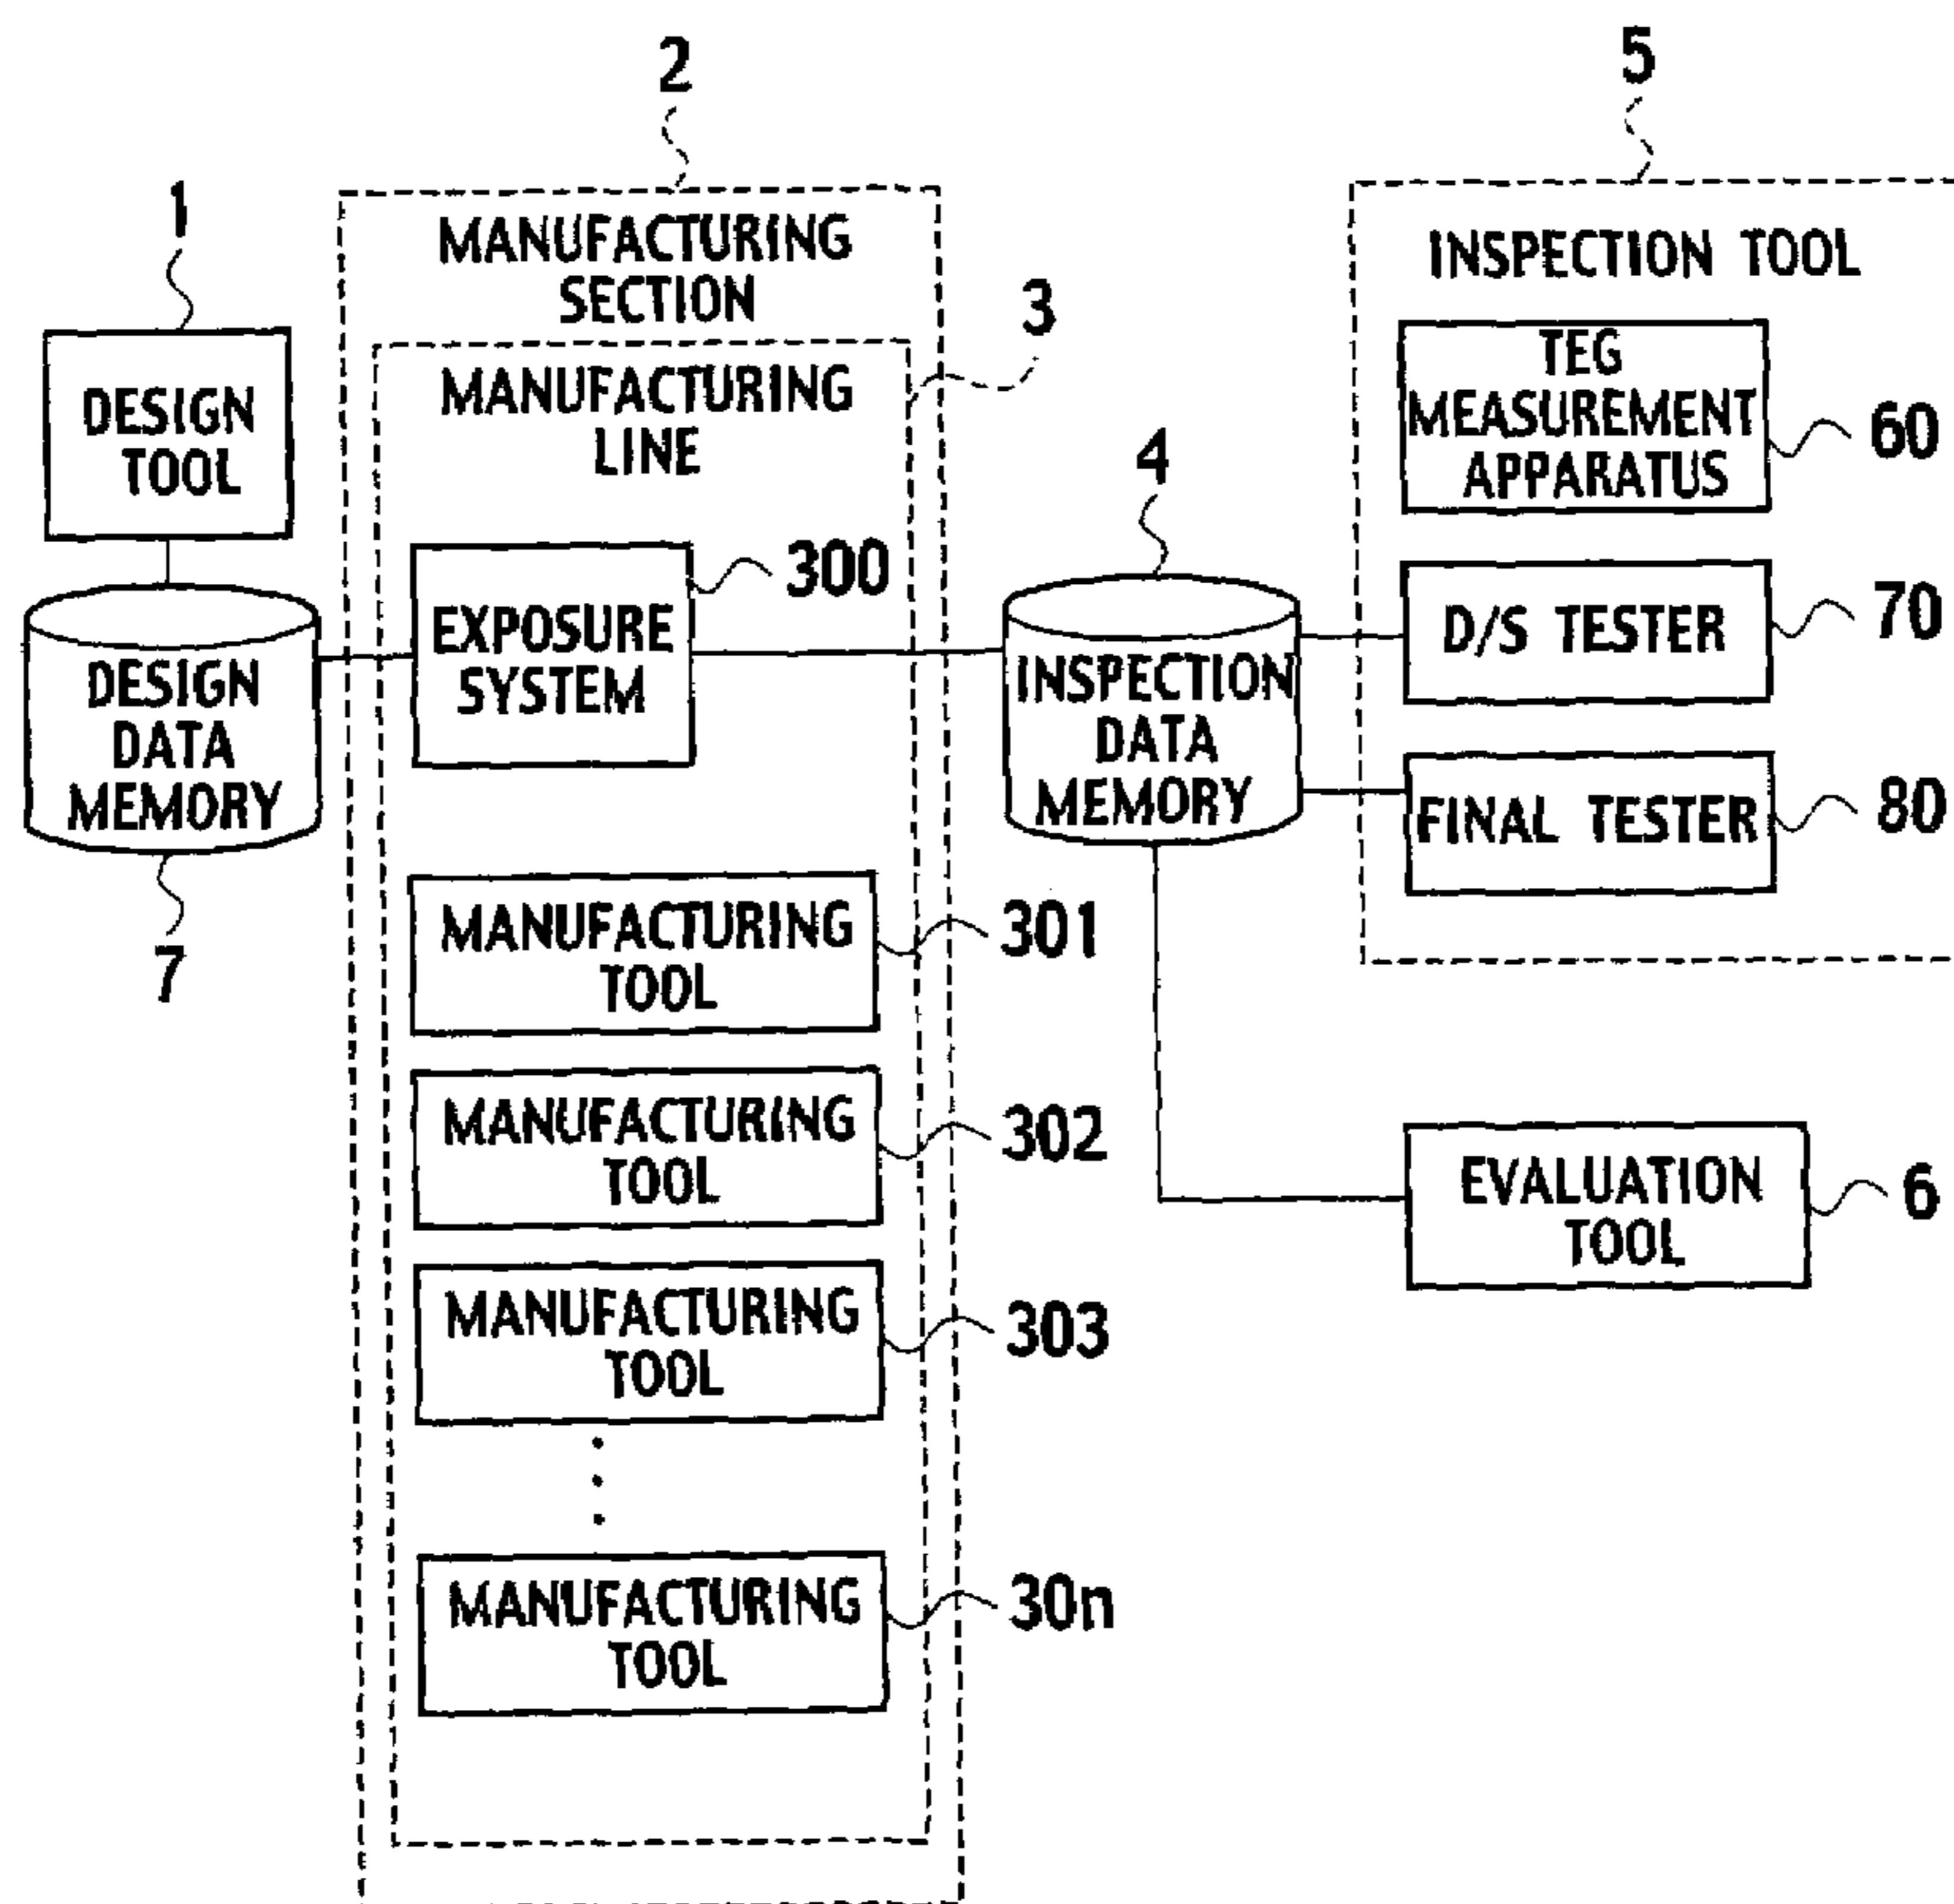 2
5
1
MANUFACTURING
SECTION
INSPECTION TOOL
3
MANUFACTURING
LINE
TEG
MEASUREMENT
APPARATUS
60
DESIGN
TOOL
4
300
EXPOSURE
SYSTEM
D/S TESTER
70
DESIGN
DATA
MEMORY
INSPECTION
DATA
MEMORY
FINAL TESTER
80
7
MANUFACTURING
TOOL
301
MANUFACTURING
TOOL
302
EVALUATION
TOOL
6
MANUFACTURING
TOOL
303
MANUFACTURING
TOOL
30n